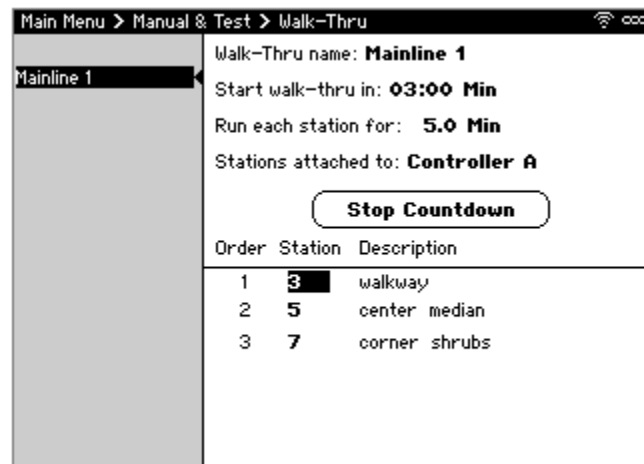 Main Menu > Manual & Test > Walk-Thru
Mainline 1
Walk-Thru name: Mainline 1
Start walk-thru in: 03:00 Min
Run each station for: 5.0 Min
Stations attached to: Controller A
Stop Countdown
Order Station Description
1 3 walkway
2 5 center median
3 7 corner shrubs